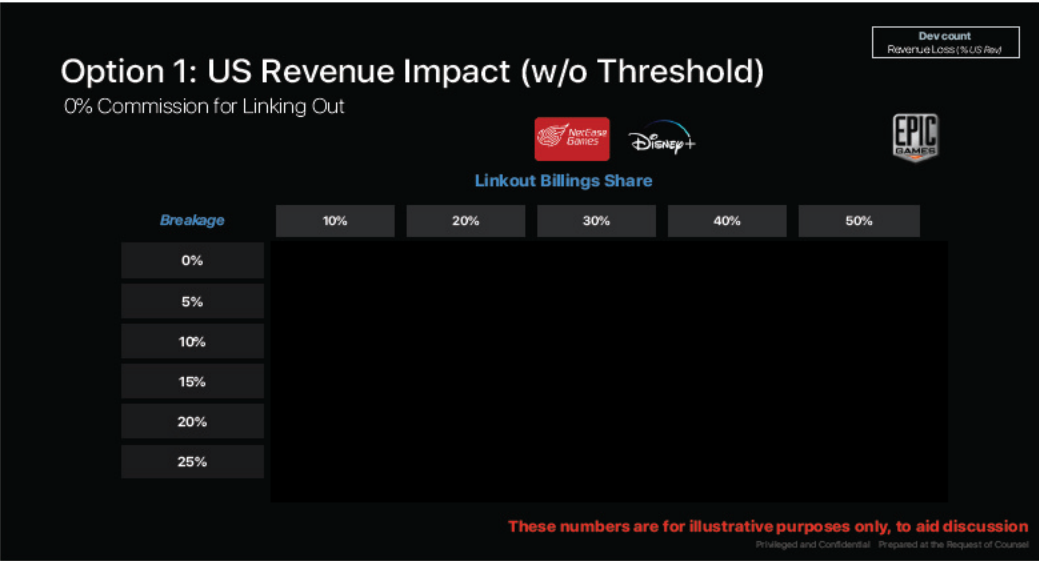 Dev count
Revenue Loss (% US Rev)
Option 1: US Revenue Impact (w/o Threshold)
0% Commission for Linking Out
NetEase
Games
Disney+
EPIC
GAMES
Linkout Billings Share
Breakage 10% 20% 30% 40% 50%
0%
5%
10%
15%
20%
25%
These numbers are for illustrative purposes only, to aid discussion
Privileged and Confidential Prepared at the Request of Counsel